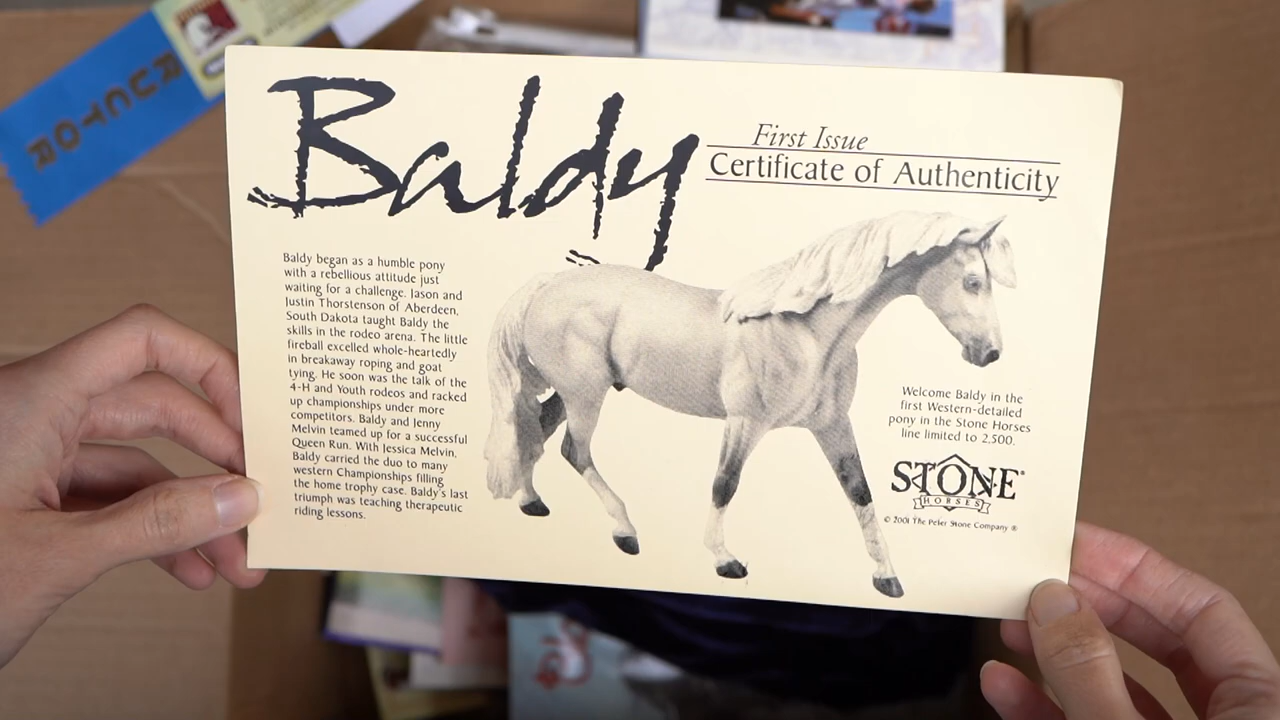 RUITOR
Baldy
First Issue
Certificate of Authenticity
Baldy began as a humble pony
with a rebellious attitude just
waiting for a challenge. Jason and
Justin Thorstenson of Aberdeen,
South Dakota taught Baldy the
skills in the rodeo arena. The little
fireball excelled whole-heartedly
in breakaway roping and goat
tying. He soon was the talk of the
4-H and Youth rodeos and racked
up championships under more
competitors. Baldy and Jenny
Melvin teamed up for a successful
Queen Run. With Jessica Melvin,
Baldy carried the duo to many
western Championships filling
the home trophy case. Baldy's last
triumph was teaching therapeutic
riding lessons.
Welcome Baldy in the
first Western-detailed
pony in the Stone Horses
line limited to 2,500.
STONE®
HORSES
© 2001 The Peter Stone Company ®